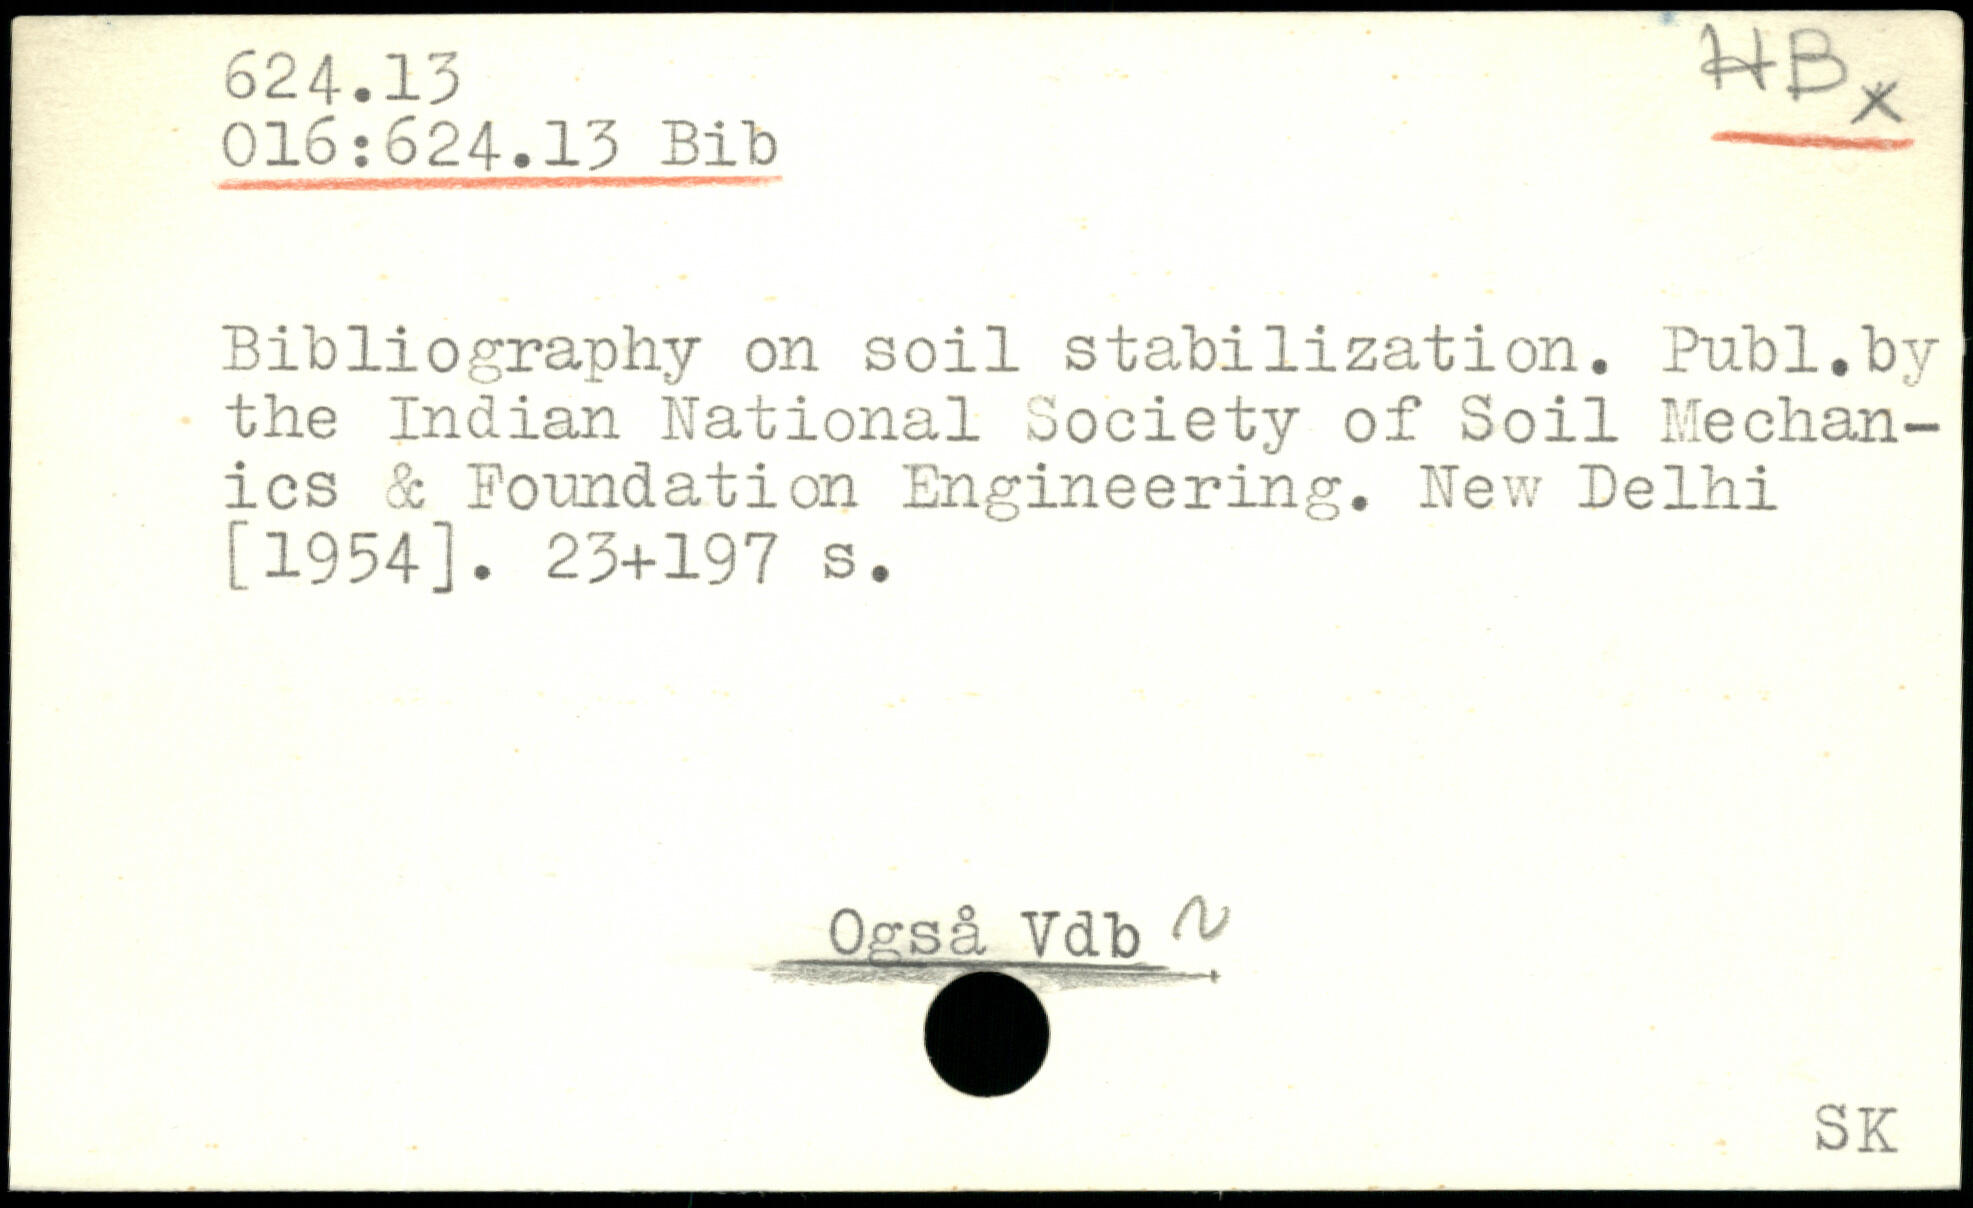 624.13
HBx
016:624.13 Bib
Bibliography on soil stabilization. Publ.by
the Indian National Society of Soil Mechan-
ics & Foundation Engineering. New Delhi
[1954]. 23+197 s.
Også Vdb
SK